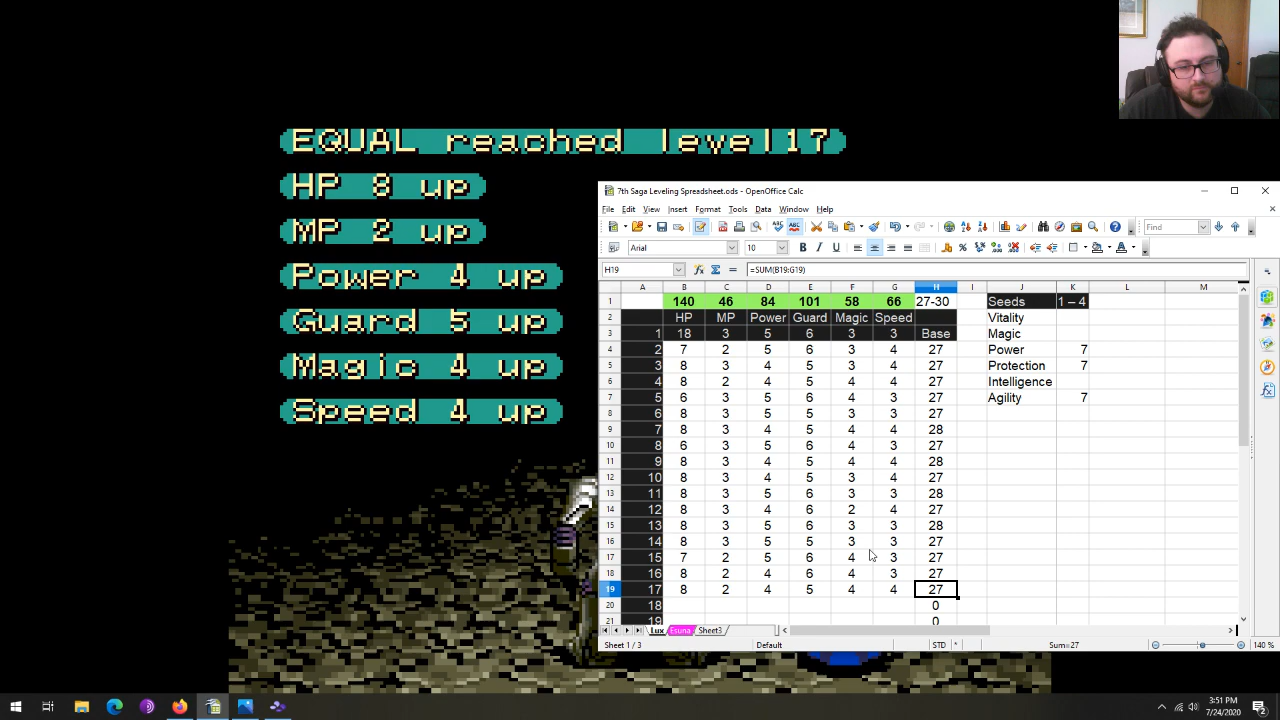 EQUAL reached level17
HP 8 up
MP 2 up
Power 4 up
Guard 5 up
Magic 4 up
Speed 4 up
7th Saga Leveling Spreadsheet.ods - OpenOffice Calc
File Edit View Insert Format Tools Data Window Help
Find
Arial 10
H19 =SUM(B19:G19)
A B C D E F G H I J K L M
1 140 46 84 101 58 66 27-30 Seeds 1 – 4
2 HP MP Power Guard Magic Speed Vitality
3 1 18 3 5 6 3 3 Base Magic
4 2 7 2 5 6 3 4 27 Power 7
5 3 8 3 4 5 3 4 27 Protection 7
6 4 8 2 4 5 4 4 27 Intelligence
7 5 6 3 5 6 4 3 27 Agility 7
8 6 8 3 5 5 3 3 27
9 7 8 3 4 5 4 4 28
10 8 6 3 5 6 4 3 27
11 9 8 3 4 5 4 4 28
12 10 8 3 4 5 4 3 27
13 11 8 3 5 6 3 3 28
14 12 8 3 4 6 2 4 27
15 13 8 3 5 6 3 3 28
16 14 8 3 5 5 3 3 27
17 15 7 2 5 6 4 3 27
18 16 8 2 4 6 4 3 27
19 17 8 2 4 5 4 4 27
20 18 0
21 19 0
Lux Esuna Sheet3
Sheet 1 / 3 Default STD * Sum=27 140 %
3:51 PM
7/24/2020
2